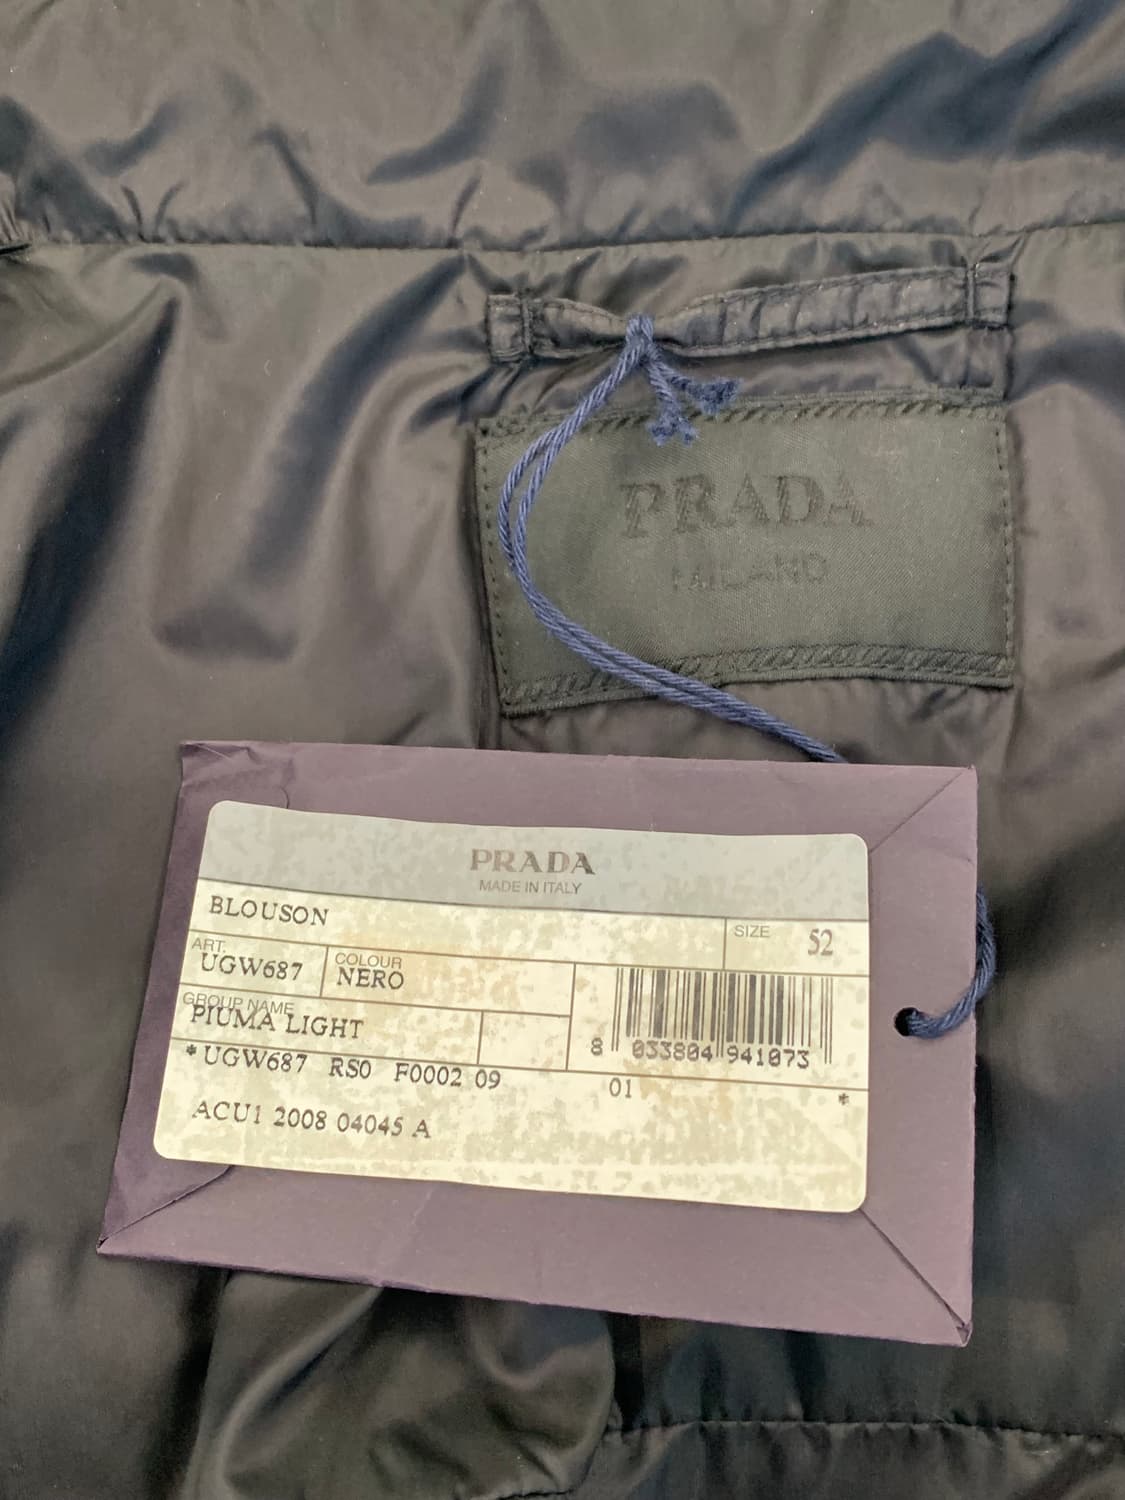 PRADA
MILANO
PRADA
MADE IN ITALY
BLOUSON
SIZE 52
ART.
UGW687
COLOUR
NERO
GROUP NAME
PIUMA LIGHT
8 033804 941073
*UGW687 RS0 F0002 09 01 *
ACU1 2008 04045 A